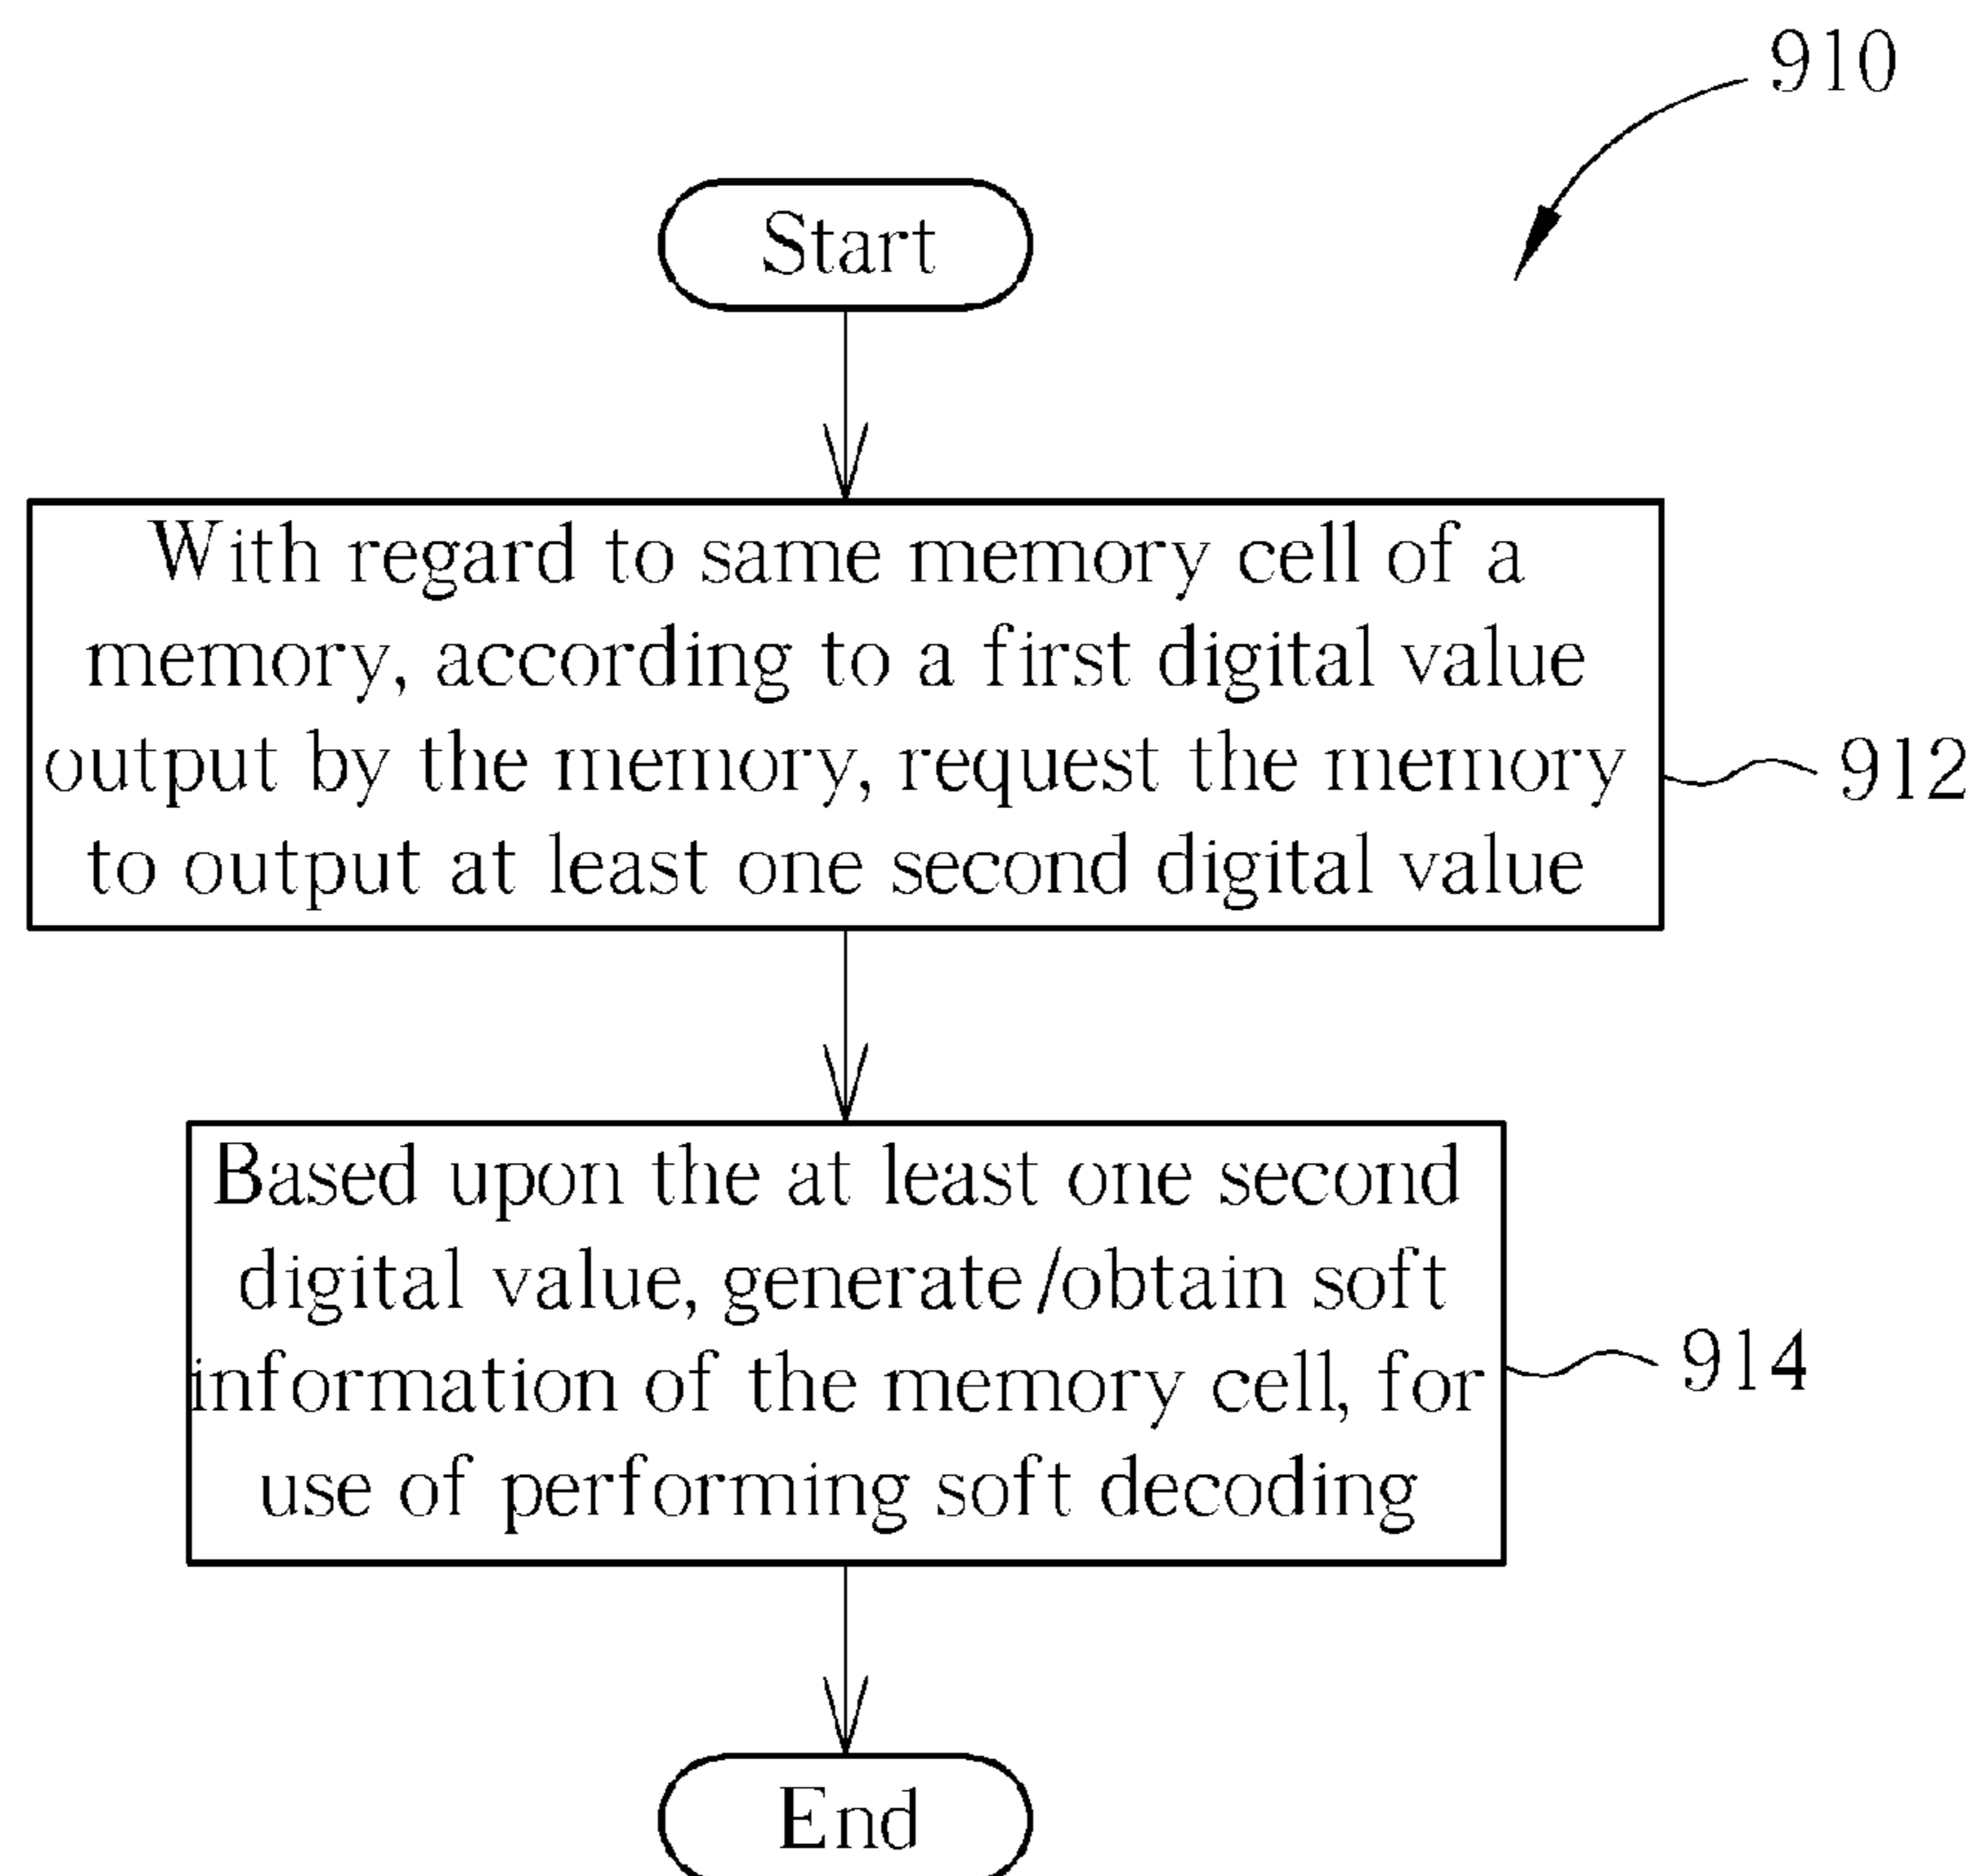 910
Start
With regard to same memory cell of a
memory, according to a first digital value
output by the memory, request the memory
to output at least one second digital value
912
Based upon the at least one second
digital value, generate/obtain soft
information of the memory cell, for
use of performing soft decoding
914
End